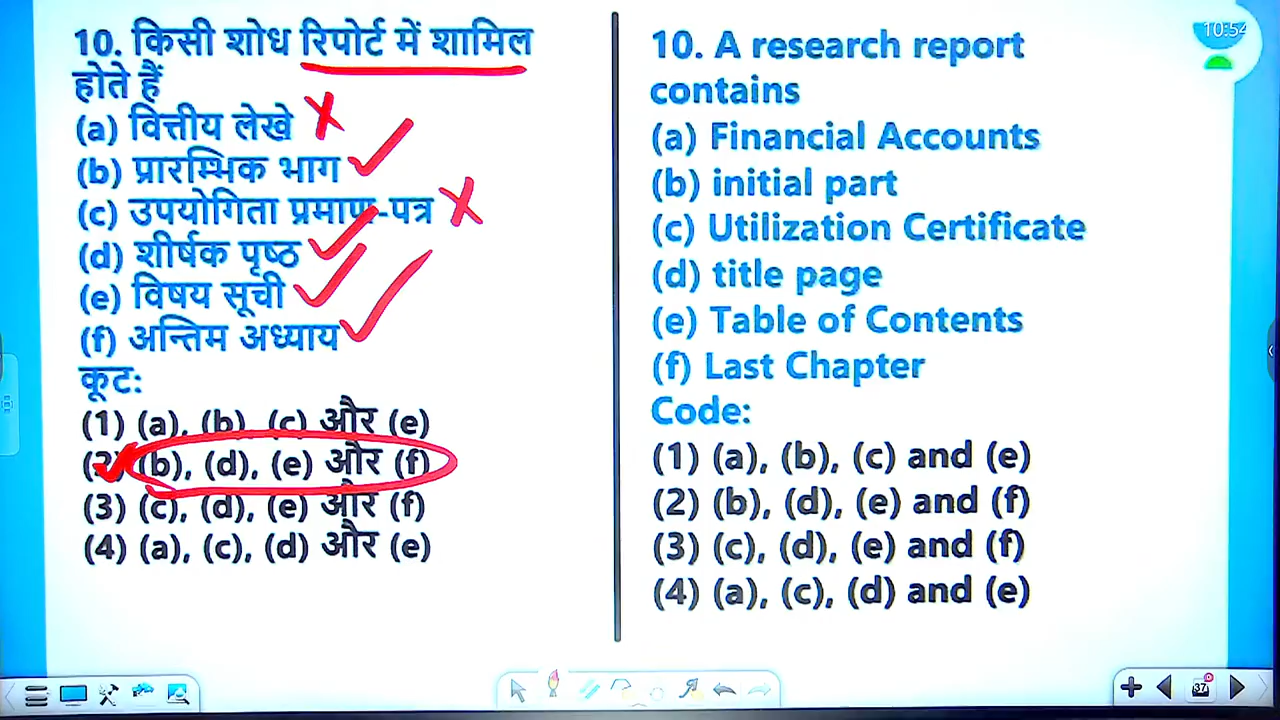 10. किसी शोध रिपोर्ट में शामिल
होते हैं
(a) वित्तीय लेखे
(b) प्रारम्भिक भाग
(c) उपयोगिता प्रमाण-पत्र
(d) शीर्षक पृष्ठ
(e) विषय सूची
(f) अन्तिम अध्याय
कूट:
(1) (a), (b), (c) और (e)
(2) (b), (d), (e) और (f)
(3) (c), (d), (e) और (f)
(4) (a), (c), (d) और (e)
10. A research report
contains
(a) Financial Accounts
(b) initial part
(c) Utilization Certificate
(d) title page
(e) Table of Contents
(f) Last Chapter
Code:
(1) (a), (b), (c) and (e)
(2) (b), (d), (e) and (f)
(3) (c), (d), (e) and (f)
(4) (a), (c), (d) and (e)
10:54
37